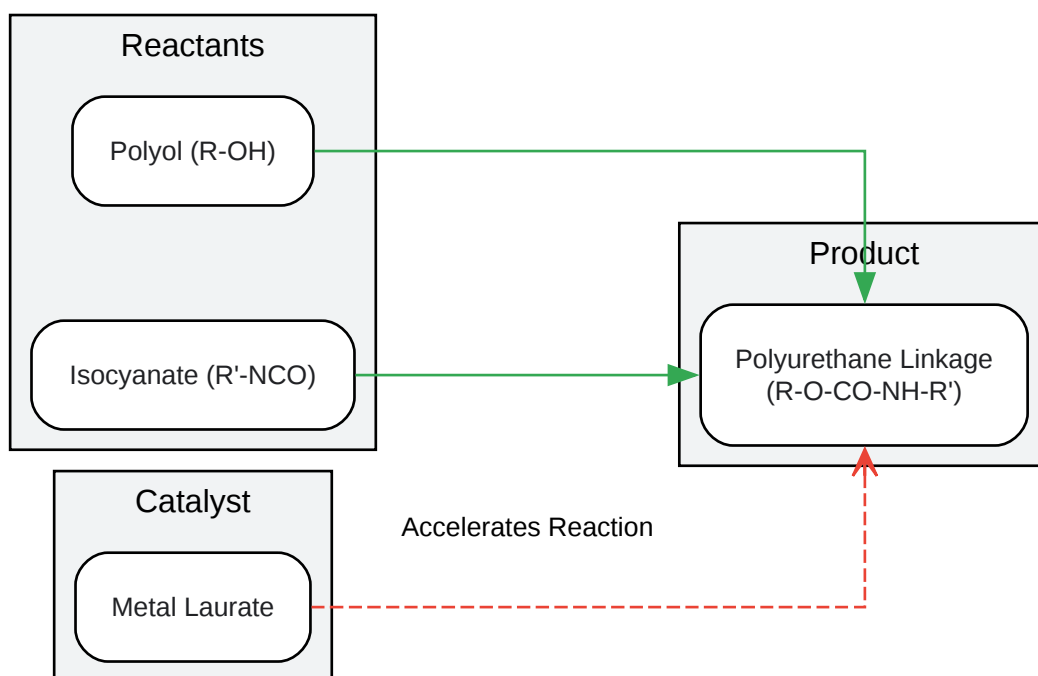 Reactants
Polyol (R-OH)
Isocyanate (R'-NCO)
Product
Polyurethane Linkage
(R-O-CO-NH-R')
Catalyst
Accelerates Reaction
Metal Laurate